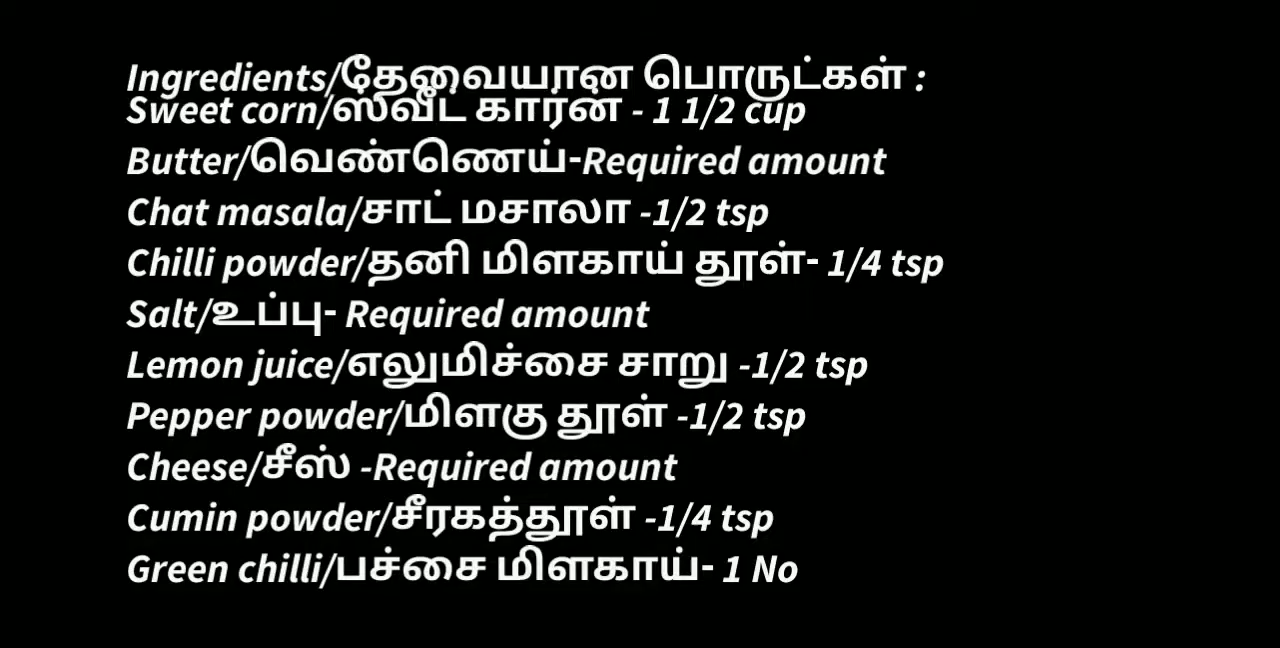 Ingredients/தேவையான பொருட்கள் :
Sweet corn/ஸ்வீட் கார்ன் - 1 1/2 cup
Butter/வெண்ணெய்-Required amount
Chat masala/சாட் மசாலா -1/2 tsp
Chilli powder/தனி மிளகாய் தூள்- 1/4 tsp
Salt/உப்பு- Required amount
Lemon juice/எலுமிச்சை சாறு -1/2 tsp
Pepper powder/மிளகு தூள் -1/2 tsp
Cheese/சீஸ் -Required amount
Cumin powder/சீரகத்தூள் -1/4 tsp
Green chilli/பச்சை மிளகாய்- 1 No